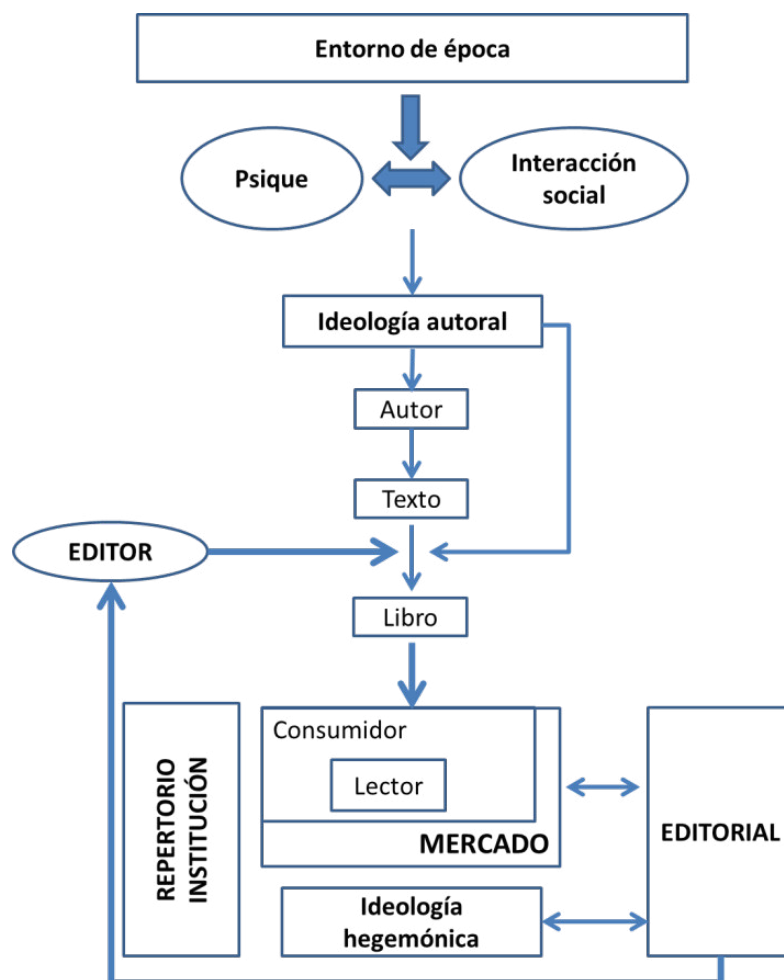 Entorno de época
Psique
Interacción
social
Ideología autoral
Autor
Texto
EDITOR
Libro
REPERTORIO
INSTITUCIÓN
Consumidor
Lector
MERCADO
EDITORIAL
Ideología
hegemónica